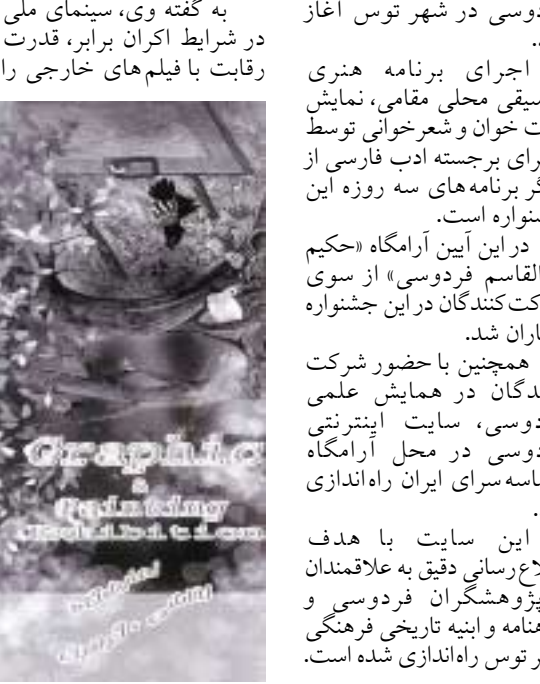 دوسی در شهر توس آغاز
اجرای برنامه هنری
سیقی محلی مقامی، نمایش
ت خوان و شعرخوانی توسط
رای برجسته ادب فارسی از
گر برنامه‌های سه روزه این
شنواره است.
در این آیین آرامگاه «حکیم
القاسم فردوسی» از سوی
کت‌کنندگان در این جشنواره
اران شد.
همچنین با حضور شرکت
ندگان در همایش علمی
دوسی، سایت اینترنتی
دوسی در محل آرامگاه
اسه‌سرای ایران راه‌اندازی
این سایت با هدف
لاع‌رسانی دقیق به علاقمندان
پژوهشگران فردوسی و
هنامه و ابنیه تاریخی فرهنگی
ر توس راه‌اندازی شده است.
به گفته وی، سینمای ملی
در شرایط اکران برابر، قدرت
رقابت با فیلم‌های خارجی را
Graphic
&
Painting
Exhibition